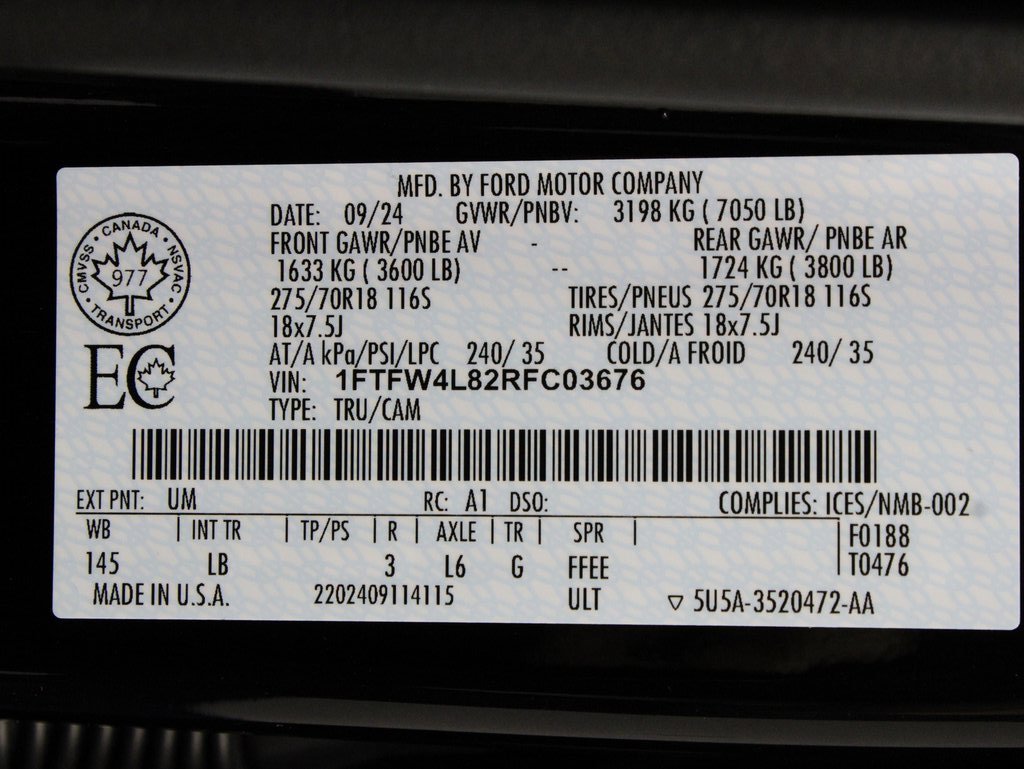 MFD. BY FORD MOTOR COMPANY
DATE: 09/24 GVWR/PNBV: 3198 KG ( 7050 LB)
FRONT GAWR/PNBE AV - REAR GAWR/ PNBE AR
1633 KG ( 3600 LB) -- 1724 KG ( 3800 LB)
275/70R18 116S TIRES/PNEUS 275/70R18 116S
18x7.5J RIMS/JANTES 18x7.5J
AT/A kPa/PSI/LPC 240/ 35 COLD/A FROID 240/ 35
VIN: 1FTFW4L82RFC03676
TYPE: TRU/CAM
CANADA
CMVSS
NSVAC
977
TRANSPORT
EC
EXT PNT: UM RC: A1 DSO: COMPLIES: ICES/NMB-002
WB | INT TR | TP/PS | R | AXLE | TR | SPR | F0188
145 LB 3 L6 G FFEE T0476
MADE IN U.S.A. 2202409114115 ULT ▽ 5U5A-3520472-AA